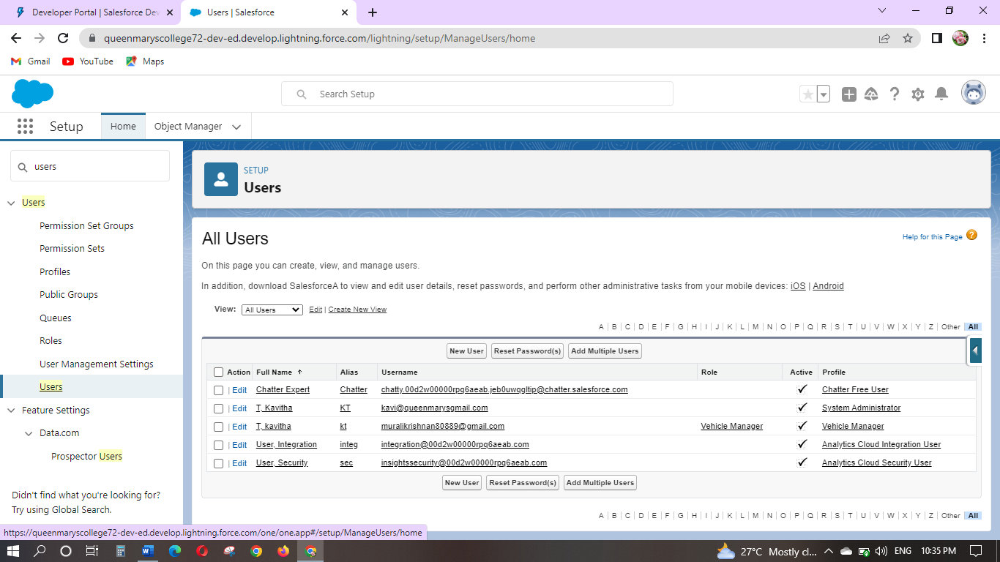 Developer Portal | Salesforce Dev
Users | Salesforce
queenmaryscollege72-dev-ed.develop.lightning.force.com/lightning/setup/ManageUsers/home
Gmail YouTube Maps
Search Setup
Setup Home Object Manager
users
Users
Permission Set Groups
Permission Sets
Profiles
Public Groups
Queues
Roles
User Management Settings
Users
Feature Settings
Data.com
Prospector Users
Didn't find what you're looking for?
Try using Global Search.
SETUP
Users
All Users
Help for this Page ?
On this page you can create, view, and manage users.
In addition, download SalesforceA to view and edit user details, reset passwords, and perform other administrative tasks from your mobile devices: iOS | Android
View: All Users Edit | Create New View
A | B | C | D | E | F | G | H | I | J | K | L | M | N | O | P | Q | R | S | T | U | V | W | X | Y | Z | Other | All
New User Reset Password(s) Add Multiple Users
Action Full Name ↑ Alias Username Role Active Profile
| Edit Chatter Expert Chatter chatty.00d2w00000rpq6aeab.jeb0uwqgltip@chatter.salesforce.com ✓ Chatter Free User
| Edit T, Kavitha KT kavi@queenmarysgmail.com ✓ System Administrator
| Edit T, kavitha kt muralikrishnan80889@gmail.com Vehicle Manager ✓ Vehicle Manager
| Edit User, Integration integ integration@00d2w00000rpq6aeab.com ✓ Analytics Cloud Integration User
| Edit User, Security sec insightssecurity@00d2w00000rpq6aeab.com ✓ Analytics Cloud Security User
New User Reset Password(s) Add Multiple Users
A | B | C | D | E | F | G | H | I | J | K | L | M | N | O | P | Q | R | S | T | U | V | W | X | Y | Z | Other | All
https://queenmaryscollege72-dev-ed.develop.lightning.force.com/one/one.app#/setup/ManageUsers/home
27°C Mostly cl... ENG 10:35 PM